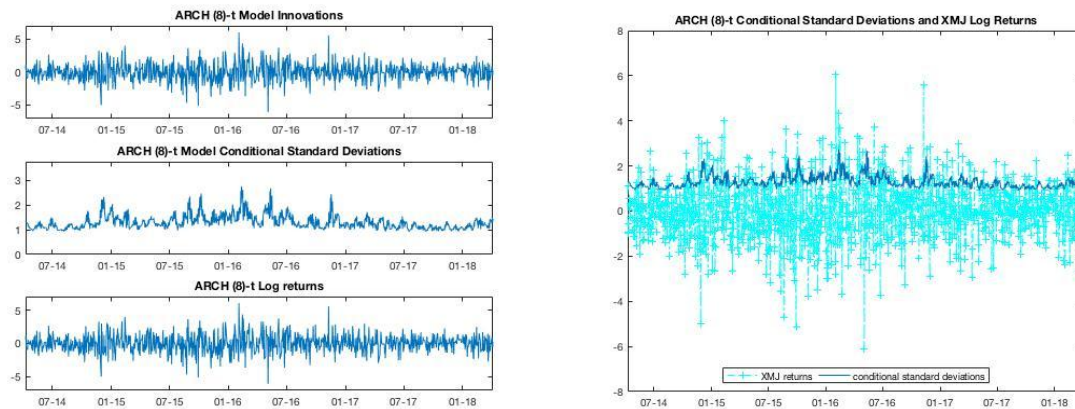 ARCH (8)-t Model Innovations
5
0
-5
07-14 01-15 07-15 01-16 07-16 01-17 07-17 01-18
ARCH (8)-t Model Conditional Standard Deviations
3
2
1
0
07-14 01-15 07-15 01-16 07-16 01-17 07-17 01-18
ARCH (8)-t Log returns
5
0
-5
07-14 01-15 07-15 01-16 07-16 01-17 07-17 01-18
ARCH (8)-t Conditional Standard Deviations and XMJ Log Returns
8
6
4
2
0
-2
-4
-6
-8
XMJ returns conditional standard deviations
07-14 01-15 07-15 01-16 07-16 01-17 07-17 01-18